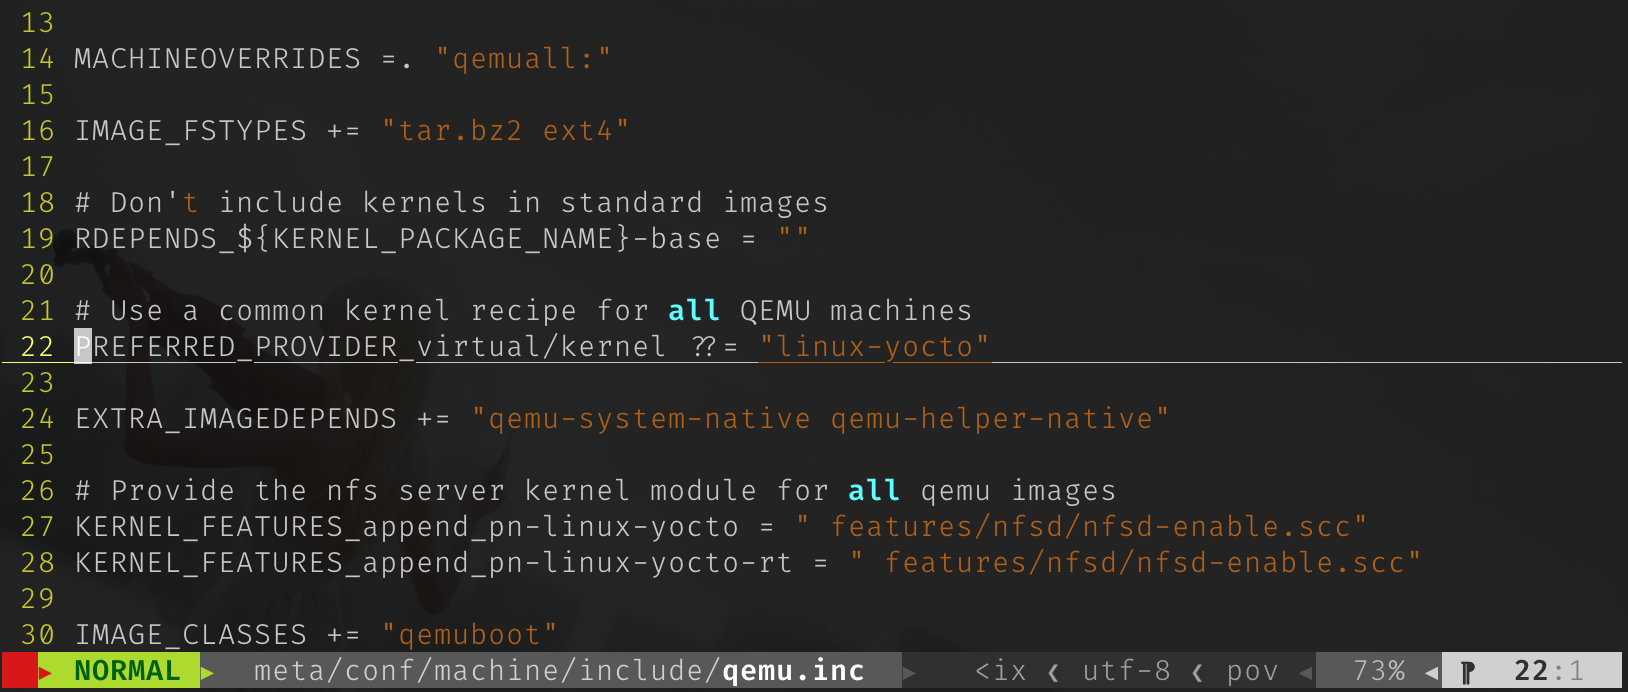 13
14 MACHINEOVERRIDES =. "qemuall:"
15
16 IMAGE_FSTYPES += "tar.bz2 ext4"
17
18 # Don't include kernels in standard images
19 RDEPENDS_${KERNEL_PACKAGE_NAME}-base = ""
20
21 # Use a common kernel recipe for all QEMU machines
22 PREFERRED_PROVIDER_virtual/kernel ??= "linux-yocto"
23
24 EXTRA_IMAGEDEPENDS += "qemu-system-native qemu-helper-native"
25
26 # Provide the nfs server kernel module for all qemu images
27 KERNEL_FEATURES_append_pn-linux-yocto = " features/nfsd/nfsd-enable.scc"
28 KERNEL_FEATURES_append_pn-linux-yocto-rt = " features/nfsd/nfsd-enable.scc"
29
30 IMAGE_CLASSES += "qemuboot"
NORMAL meta/conf/machine/include/qemu.inc <ix ❮ utf-8 ❮ pov 73% ¶ 22:1